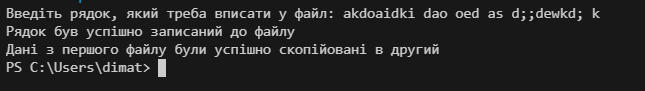 Введіть рядок, який треба вписати у файл: akdoaidki dao oed as d;;dewkd; k
Рядок був успішно записаний до файлу
Дані з першого файлу були успішно скопійовані в другий
PS C:\Users\dimat>